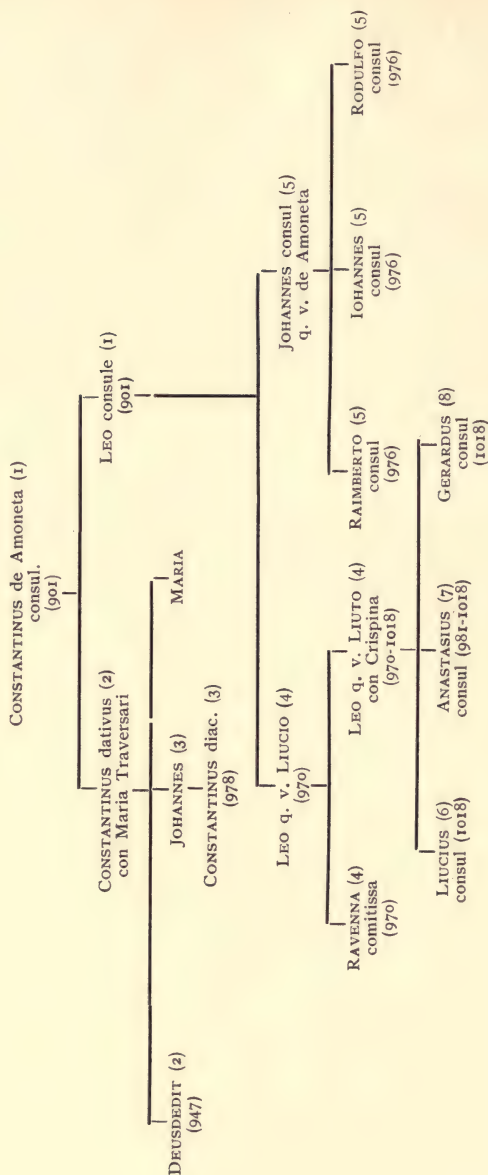 CONSTANTINUS de Amoneta (1)
consul.
(901)
CONSTANTINUS dativus (2)
con Maria Traversari
LEO consule (1)
(901)
DEUSDEDIT (2)
(947)
JOHANNES (3)
MARIA
CONSTANTINUS diac. (3)
(978)
LEO q. v. LIUCIO (4)
(970)
JOHANNES consul (5)
q. v. de Amoneta
RAVENNA (4)
comitissa
(970)
LEO q. v. LIUTO (4)
con Crispina
(970-1018)
RAIMBERTO (5)
consul
(976)
IOHANNES (5)
consul
(976)
RODULFO (5)
consul
(976)
LIUCIUS (6)
consul (1018)
ANASTASIUS (7)
consul (981-1018)
GERARDUS (8)
consul
(1018)